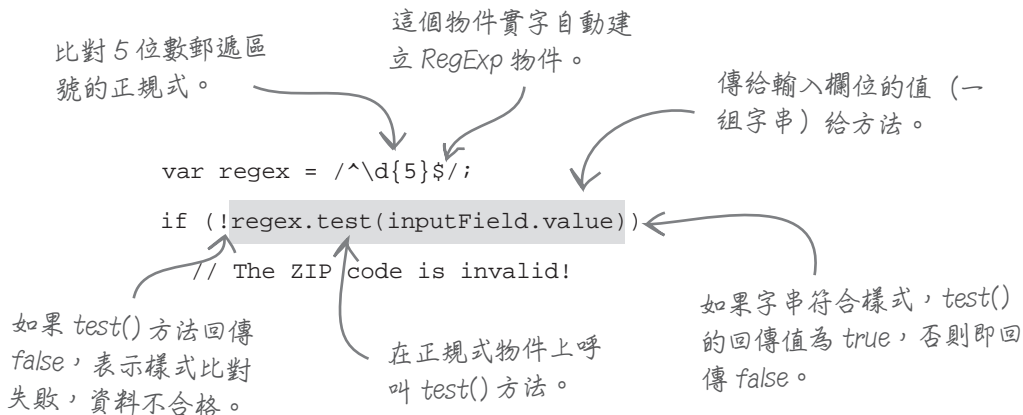 比對 5 位數郵遞區
號的正規式。
這個物件實字自動建
立 RegExp 物件。
傳給輸入欄位的值（一
組字串）給方法。
var regex = /^\d{5}$/;
if (!regex.test(inputField.value))
// The ZIP code is invalid!
如果 test() 方法回傳
false，表示樣式比對
失敗，資料不合格。
在正規式物件上呼
叫 test() 方法。
如果字串符合樣式，test()
的回傳值為 true，否則即回
傳 false。